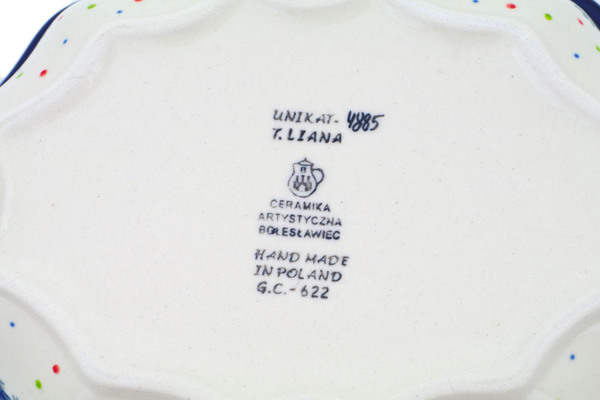 UNIKAT- 4885
T. LIANA
CERAMIKA
ARTYSTYCZNA
BOLESŁAWIEC
HAND MADE
IN POLAND
G.C.-622